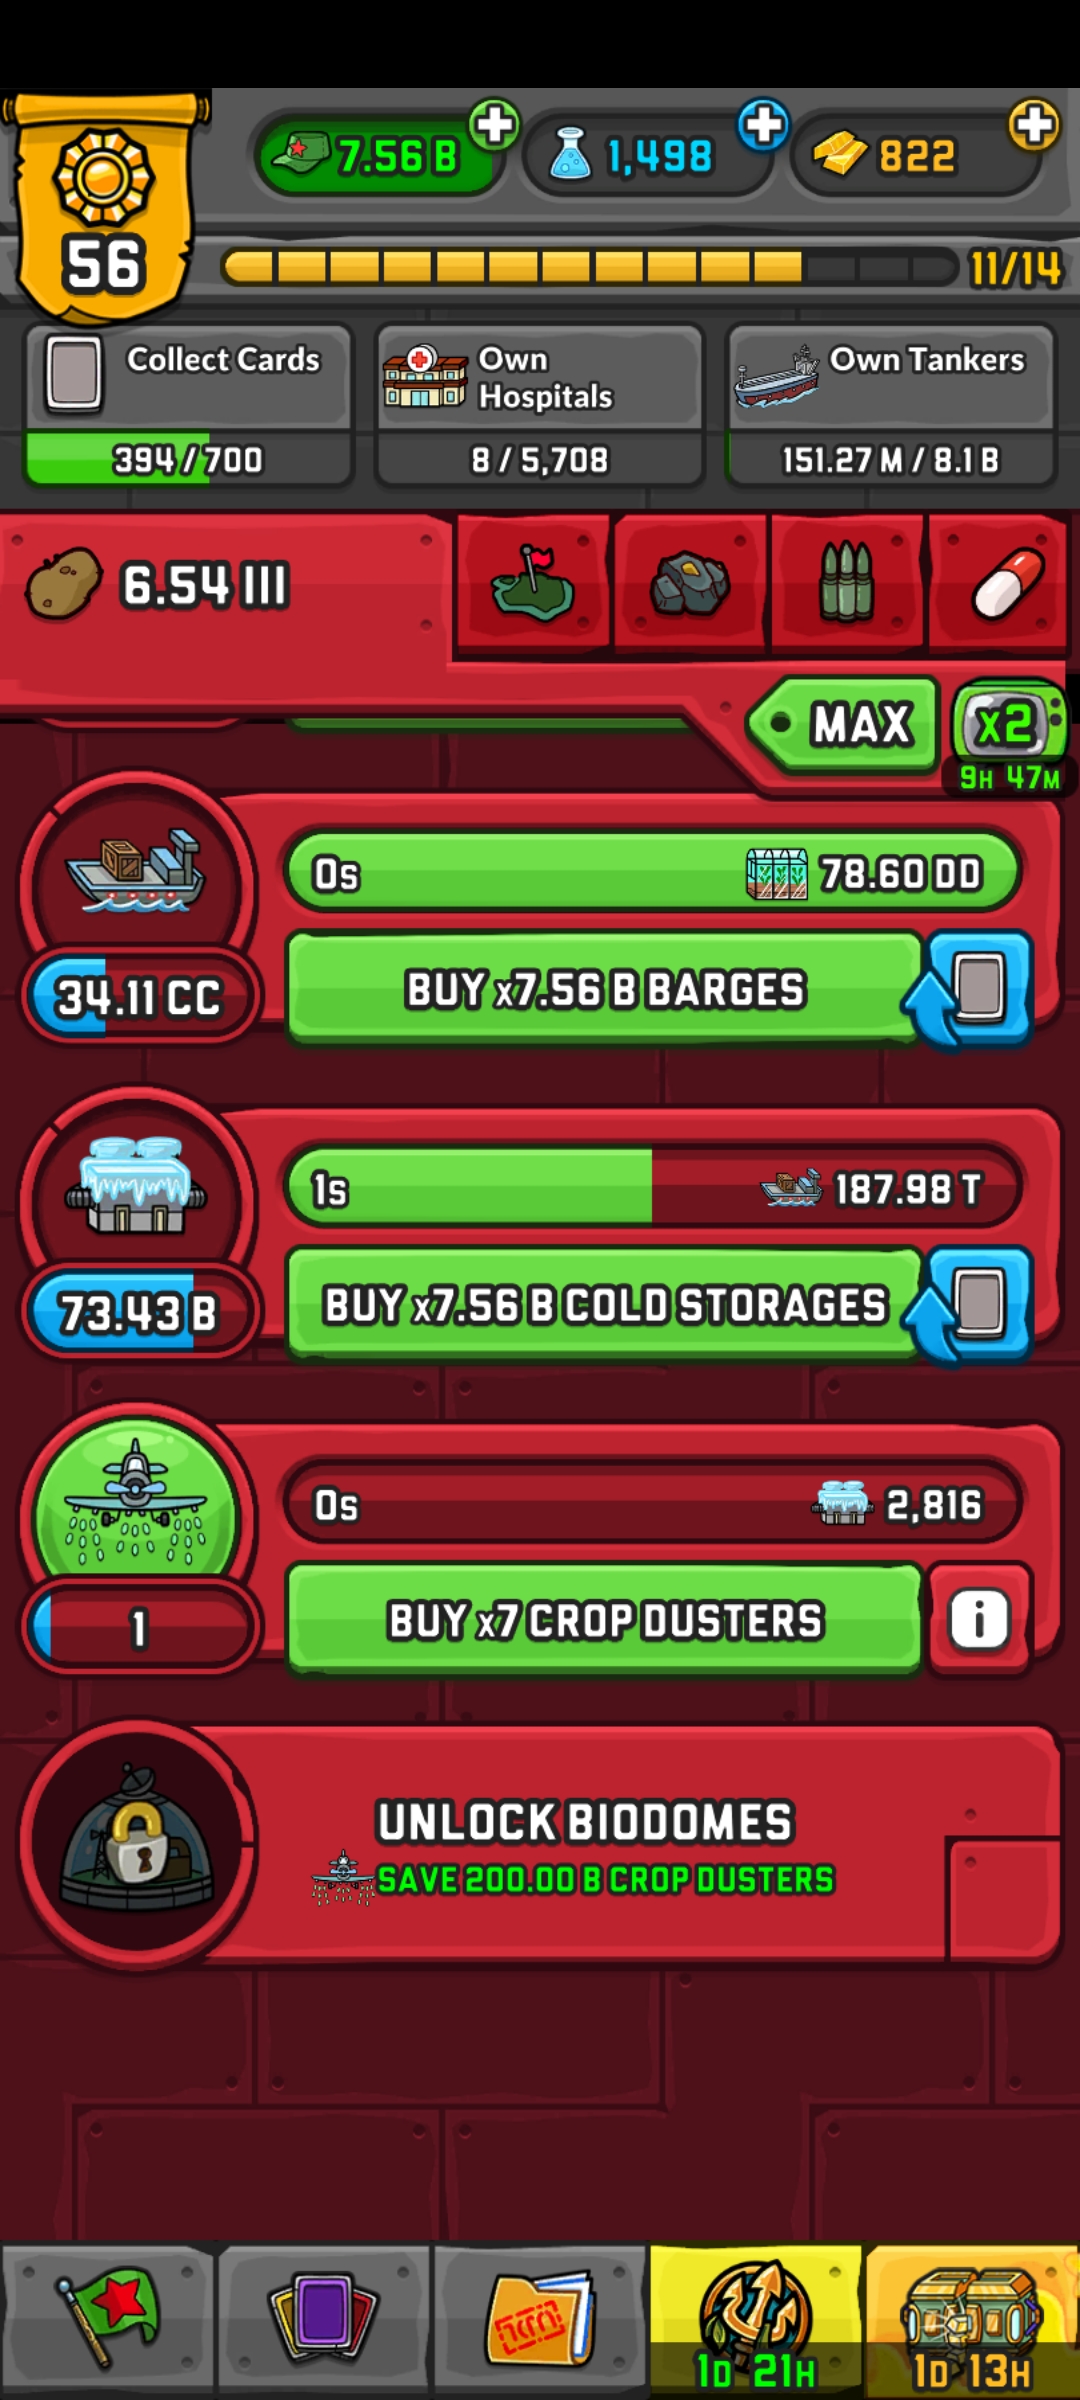 7.56 B
1,498
822
56
11/14
Collect Cards
394/700
Own
Hospitals
8/5,708
Own Tankers
151.27 M/8.1 B
6.54 III
MAX
x2
9H 47M
0s
78.60 DD
34.11 CC
BUY x7.56 B BARGES
1s
187.98 T
73.43 B
BUY x7.56 B COLD STORAGES
0s
2,816
1
BUY x7 CROP DUSTERS
i
UNLOCK BIODOMES
SAVE 200.00 B CROP DUSTERS
1D 21H
1D 13H